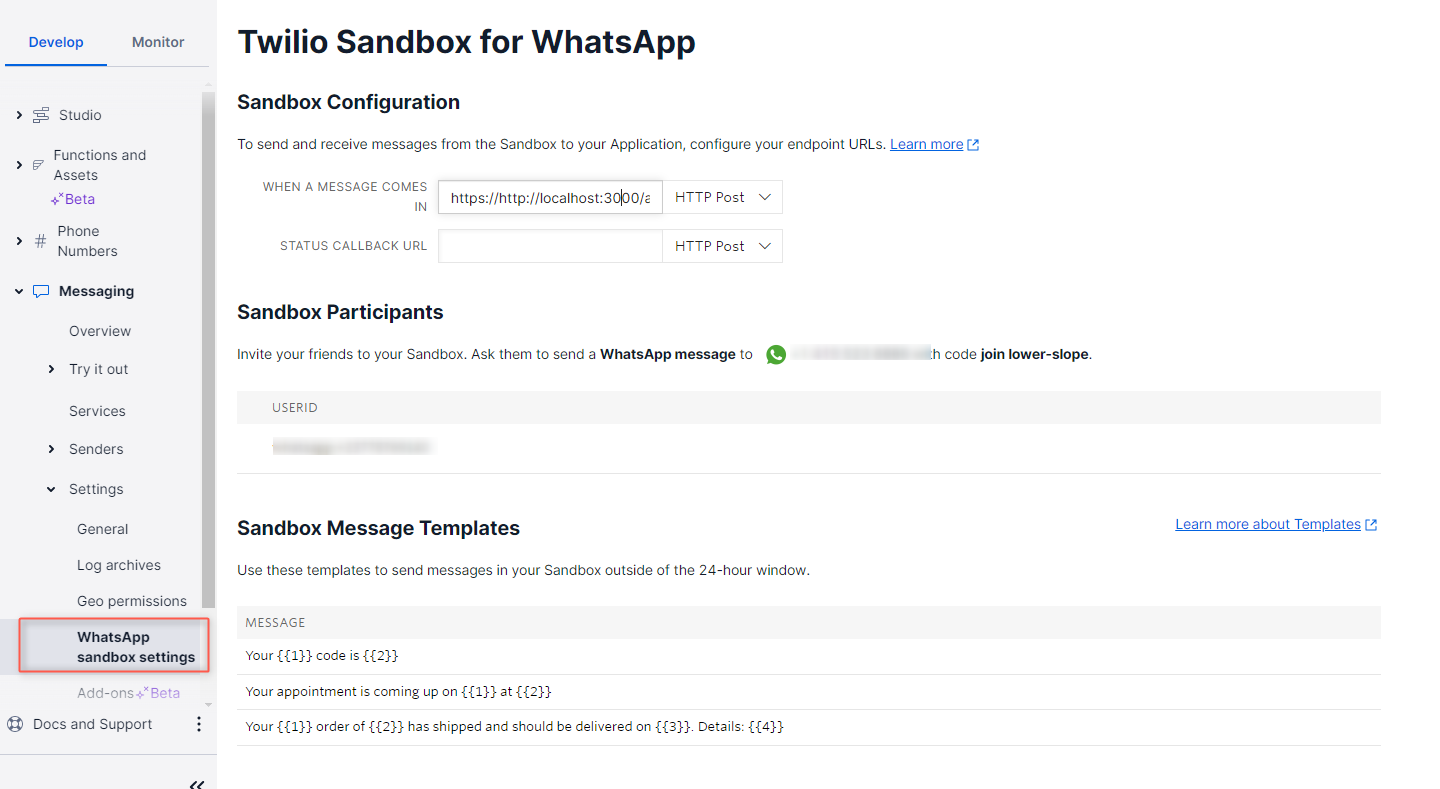 Develop
Monitor
Studio
Functions and
Assets
Beta
Phone
Numbers
Messaging
Overview
Try it out
Services
Senders
Settings
General
Log archives
Geo permissions
WhatsApp
sandbox settings
Add-ons Beta
Docs and Support
Twilio Sandbox for WhatsApp
Sandbox Configuration
To send and receive messages from the Sandbox to your Application, configure your endpoint URLs. Learn more
WHEN A MESSAGE COMES
IN
https://http://localhost:3000/a
HTTP Post
STATUS CALLBACK URL
HTTP Post
Sandbox Participants
Invite your friends to your Sandbox. Ask them to send a WhatsApp message to code join lower-slope.
USERID
Sandbox Message Templates
Learn more about Templates
Use these templates to send messages in your Sandbox outside of the 24-hour window.
MESSAGE
Your {{1}} code is {{2}}
Your appointment is coming up on {{1}} at {{2}}
Your {{1}} order of {{2}} has shipped and should be delivered on {{3}}. Details: {{4}}